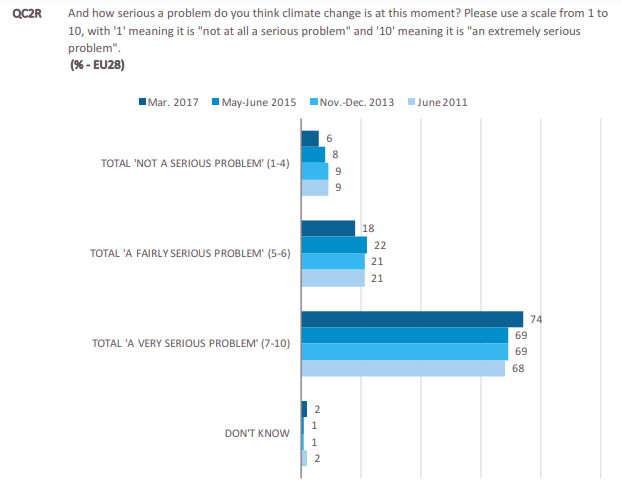 QC2R And how serious a problem do you think climate change is at this moment? Please use a scale from 1 to
10, with '1' meaning it is "not at all a serious problem" and '10' meaning it is "an extremely serious
problem".
(% - EU28)
Mar. 2017 May-June 2015 Nov.-Dec. 2013 June 2011
TOTAL 'NOT A SERIOUS PROBLEM' (1-4)
6
8
9
9
TOTAL 'A FAIRLY SERIOUS PROBLEM' (5-6)
18
22
21
21
TOTAL 'A VERY SERIOUS PROBLEM' (7-10)
74
69
69
68
DON'T KNOW
2
1
1
2